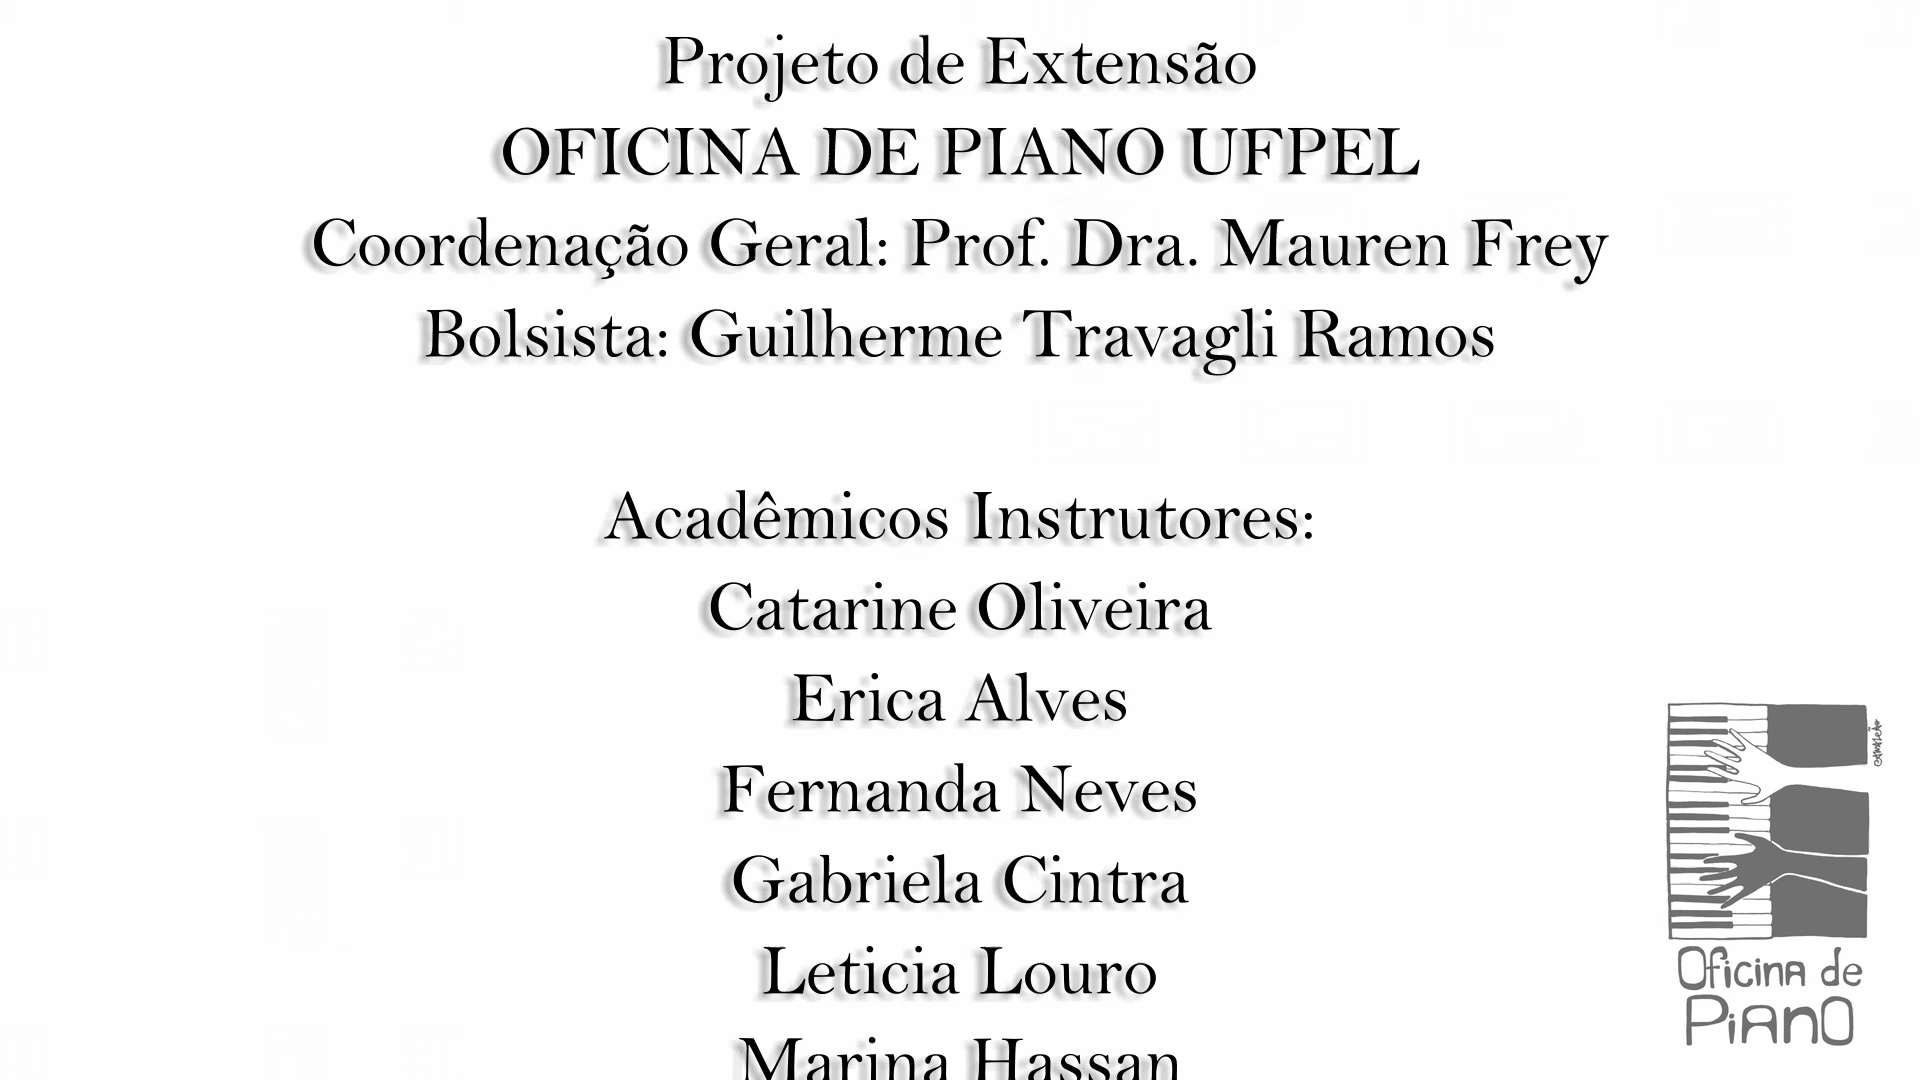 Projeto de Extensão
OFICINA DE PIANO UFPEL
Coordenação Geral: Prof. Dra. Mauren Frey
Bolsista: Guilherme Travagli Ramos
Acadêmicos Instrutores:
Catarine Oliveira
Erica Alves
Fernanda Neves
Gabriela Cintra
Leticia Louro
Marina Hassan
Oficina de
Piano